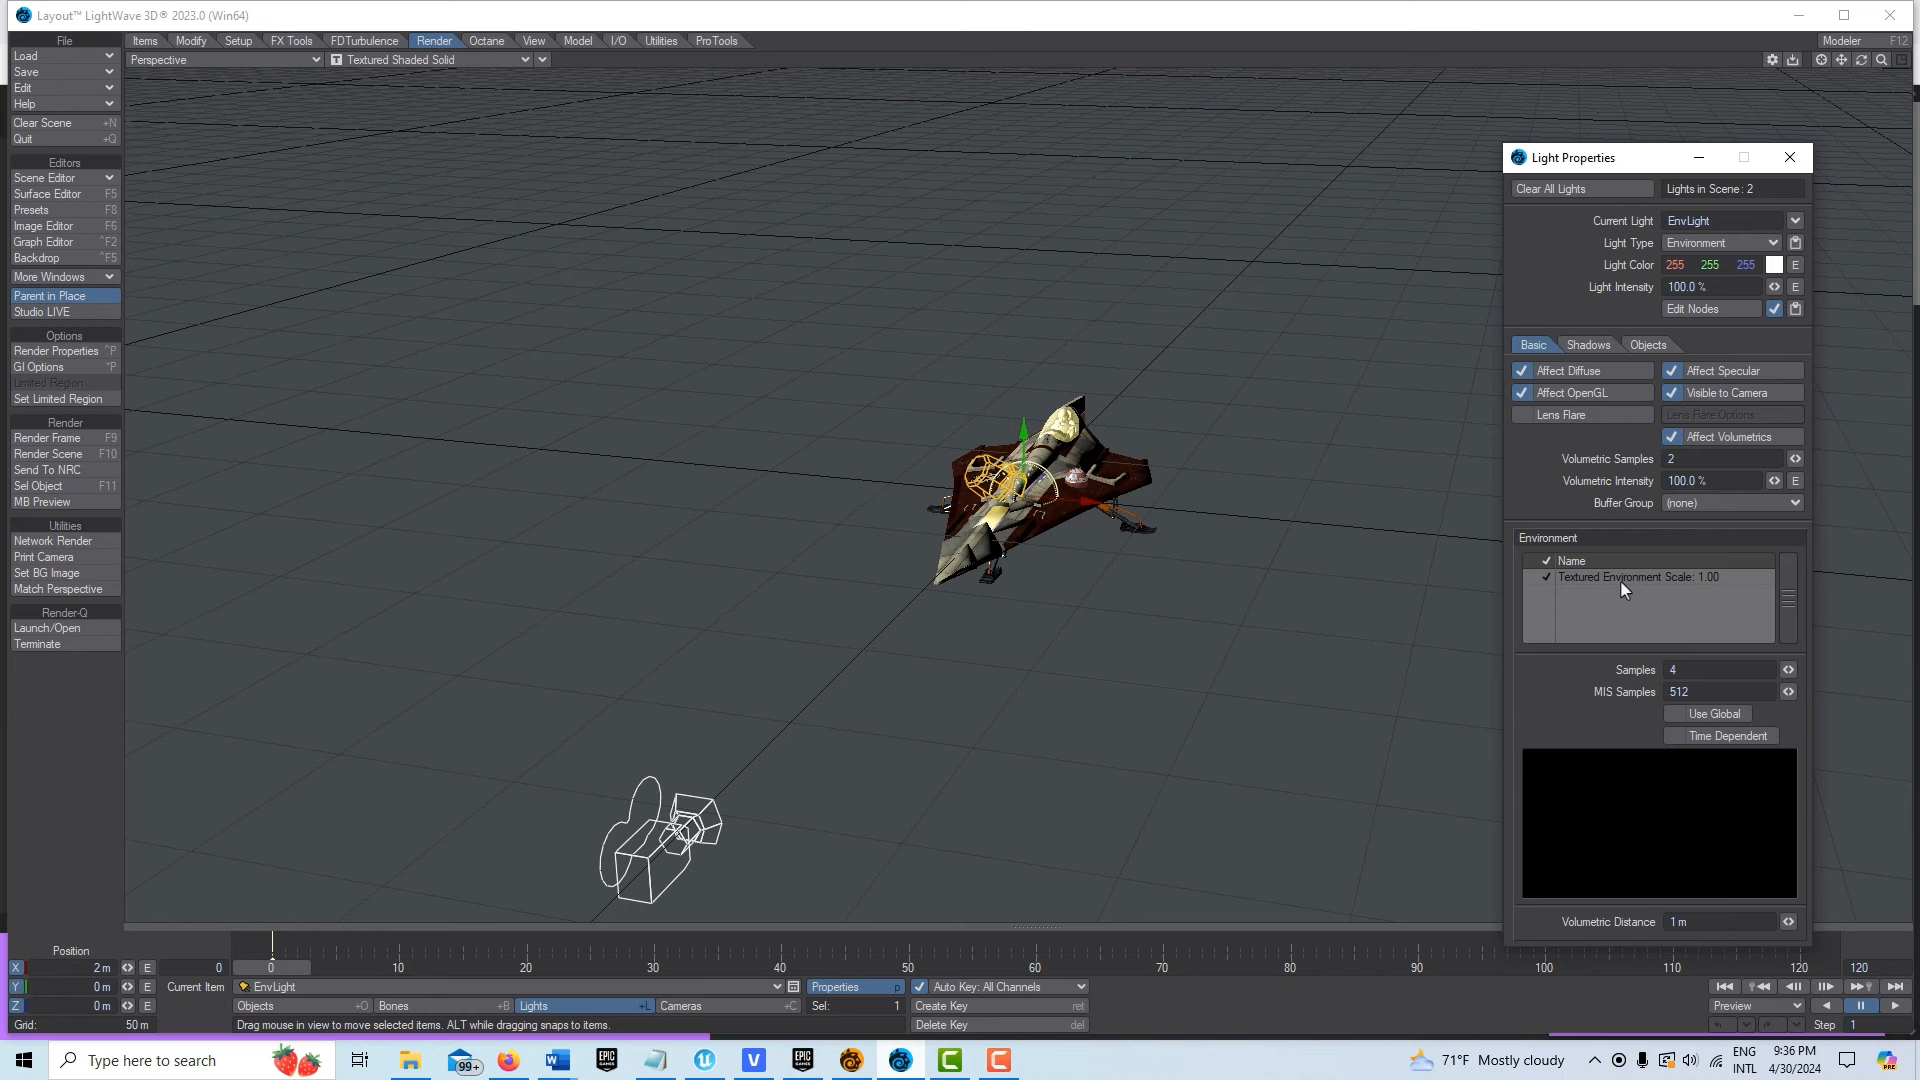 Layout™ LightWave 3D® 2023.0 (Win64)
File
Items Modify Setup FX Tools FDTurbulence Render Octane View Model I/O Utilities ProTools
Modeler F12
Load
Perspective
Textured Shaded Solid
Save
Edit
Help
Clear Scene +N
Quit +Q
Editors
Scene Editor
Surface Editor F5
Presets F8
Image Editor F6
Graph Editor ^F2
Backdrop ^F5
More Windows
Parent in Place
Studio LIVE
Options
Render Properties ^P
GI Options *P
Limited Region
Set Limited Region
Render
Render Frame F9
Render Scene F10
Send To NRC
Sel Object F11
MB Preview
Utilities
Network Render
Print Camera
Set BG Image
Match Perspective
Render-Q
Launch/Open
Terminate
Light Properties
Clear All Lights
Lights in Scene: 2
Current Light EnvLight
Light Type Environment
Light Color 255 255 255 E
Light Intensity 100.0 % E
Edit Nodes
Basic Shadows Objects
Affect Diffuse Affect Specular
Affect OpenGL Visible to Camera
Lens Flare Lens Flare Options
Affect Volumetrics
Volumetric Samples 2
Volumetric Intensity 100.0 % E
Buffer Group (none)
Environment
Name
Textured Environment Scale: 1.00
Samples 4
MIS Samples 512
Use Global
Time Dependent
Volumetric Distance 1 m
Position
X 2 m E 0
0 10 20 30 40 50 60 70 80 90 100 110 120 120
Y 0 m E Current Item EnvLight Properties p Auto Key: All Channels
Z 0 m E Objects +O Bones +B Lights +L Cameras +C Sel: 1 Create Key ret
Preview
Grid: 50 m Drag mouse in view to move selected items. ALT while dragging snaps to items. Delete Key del
Step 1
Type here to search
99+
EPIC GAMES
EPIC GAMES
71°F Mostly cloudy
ENG
INTL
9:36 PM
4/30/2024
PRE